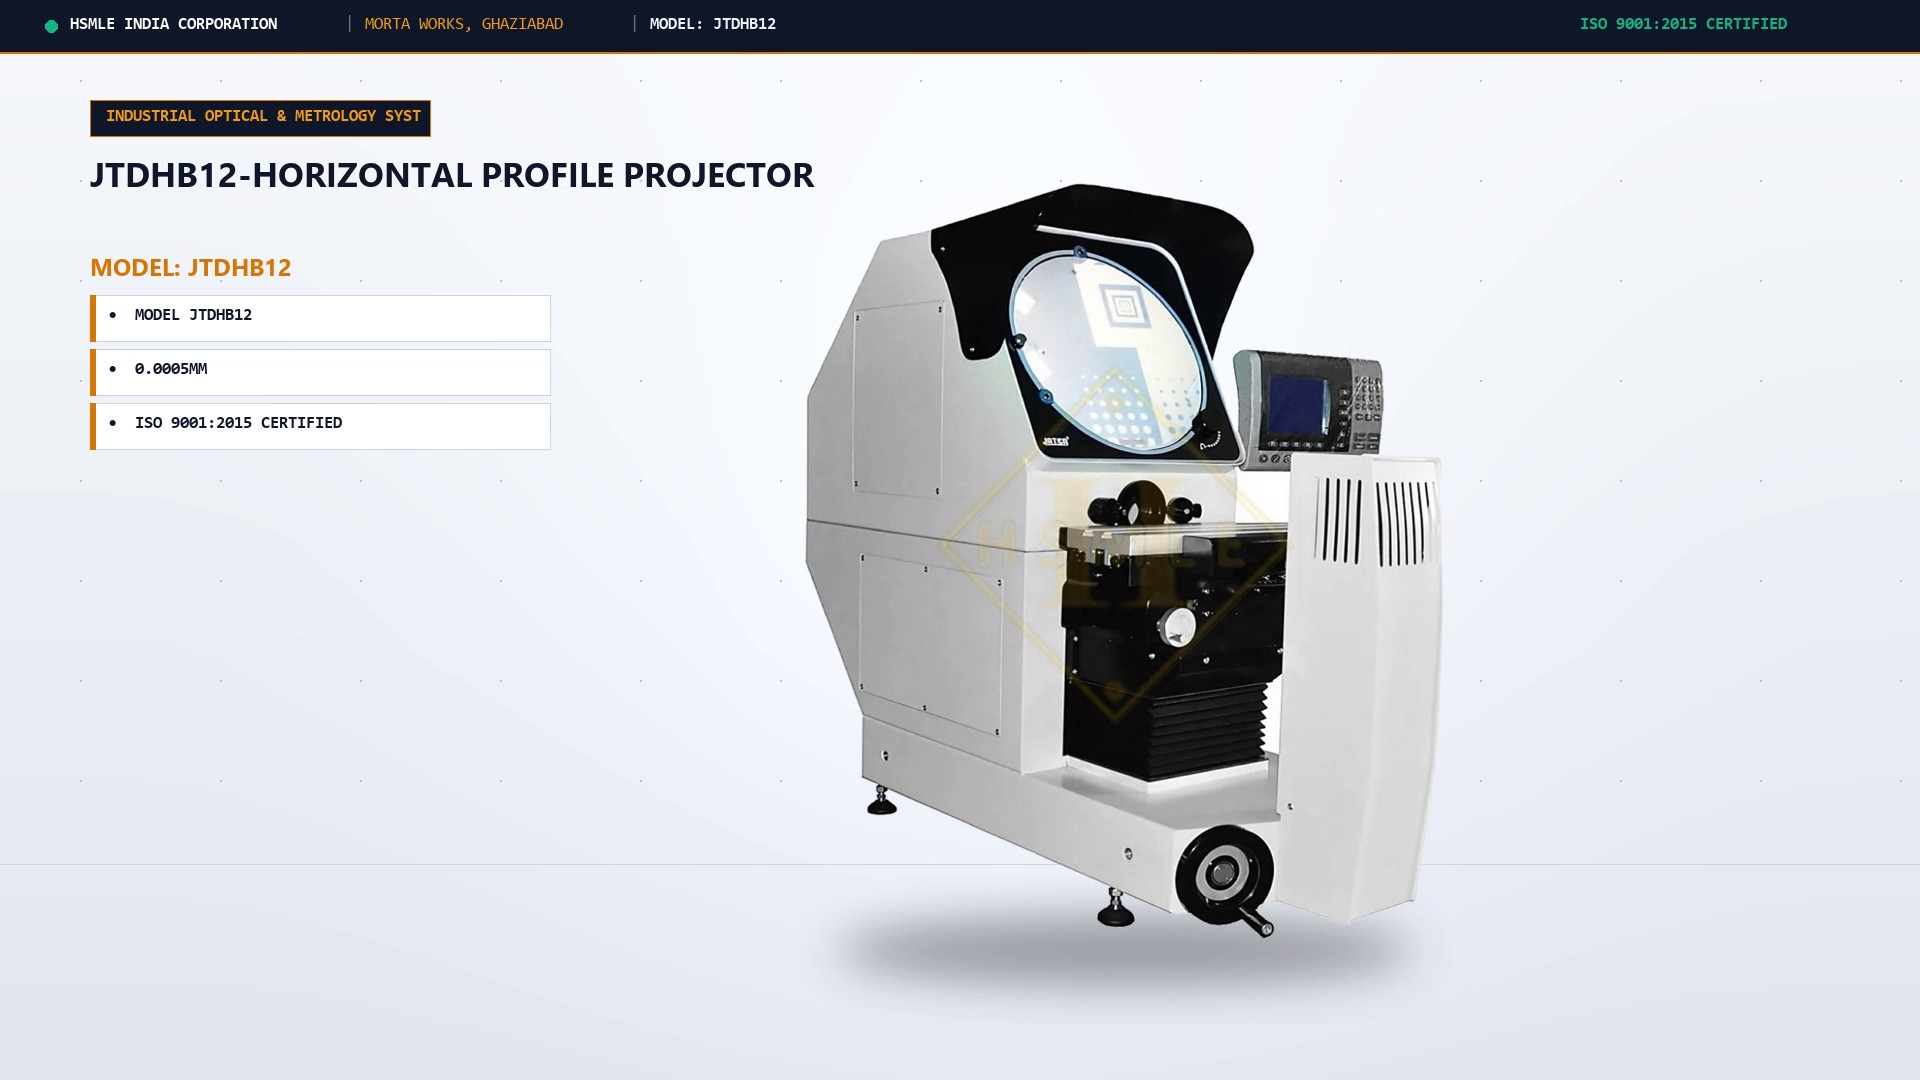 HSMLE INDIA CORPORATION | MORTA WORKS, GHAZIABAD | MODEL: JTDHB12 ISO 9001:2015 CERTIFIED
INDUSTRIAL OPTICAL & METROLOGY SYST
JTDHB12-HORIZONTAL PROFILE PROJECTOR
MODEL: JTDHB12
• MODEL JTDHB12
• 0.0005MM
• ISO 9001:2015 CERTIFIED
H HSMLE